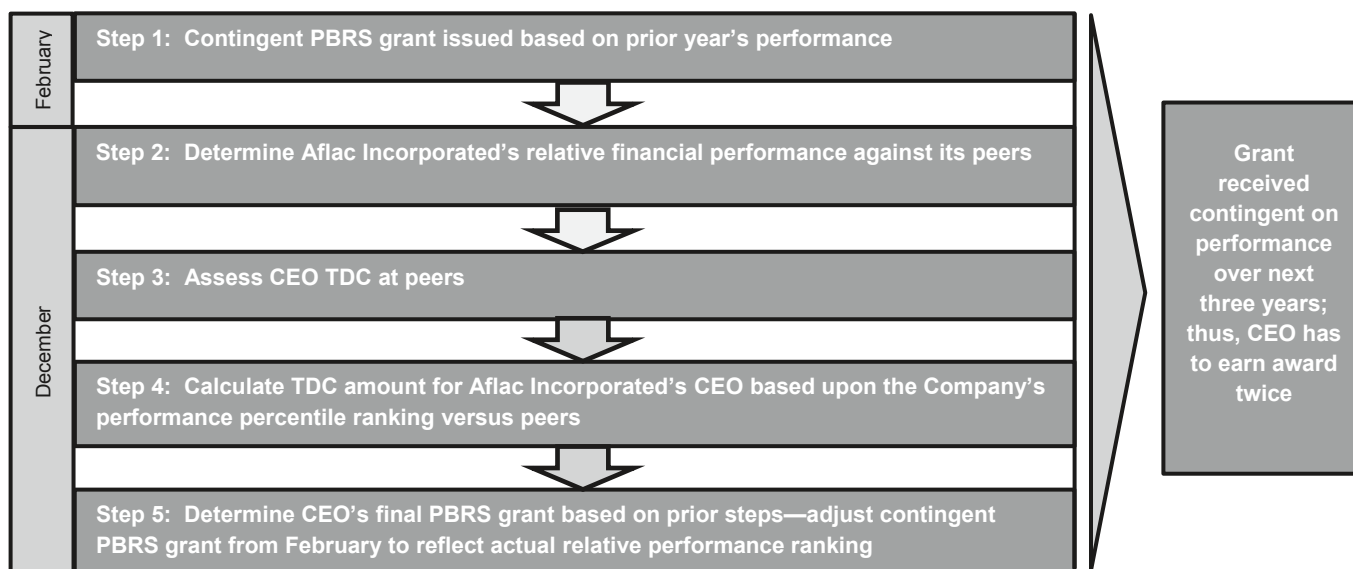 February
Step 1:  Contingent PBRS grant issued based on prior year’s performance
December
Step 2:  Determine Aflac Incorporated’s relative financial performance against its peers
Step 3:  Assess CEO TDC at peers
Step 4:  Calculate TDC amount for Aflac Incorporated’s CEO based upon the Company’s
performance percentile ranking versus peers
Step 5:  Determine CEO’s final PBRS grant based on prior steps—adjust contingent
PBRS grant from February to reflect actual relative performance ranking
Grant
received
contingent on
performance
over next
three years;
thus, CEO has
to earn award
twice